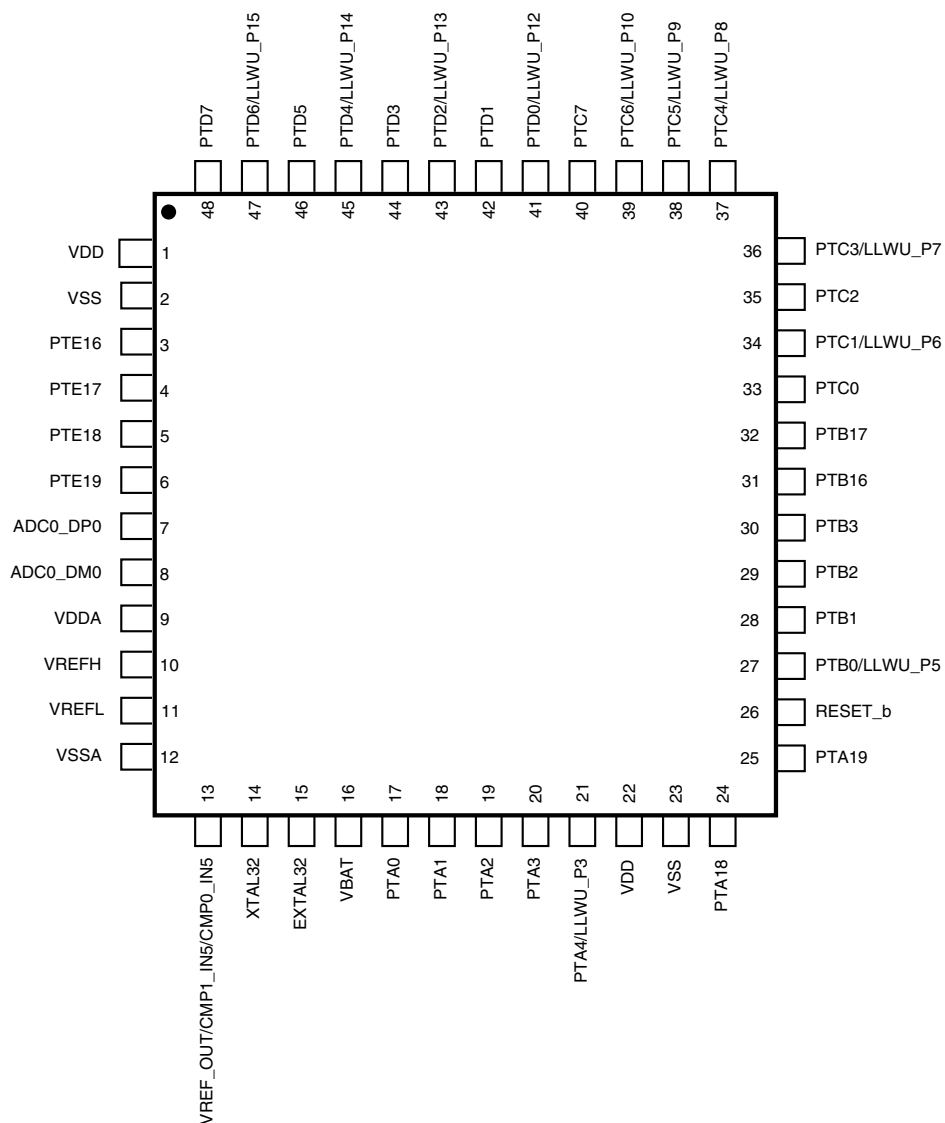 PTD7
PTD6/LLWU_P15
PTD5
PTD4/LLWU_P14
PTD3
PTD2/LLWU_P13
PTD1
PTD0/LLWU_P12
PTC7
PTC6/LLWU_P10
PTC5/LLWU_P9
PTC4/LLWU_P8
48
47
46
45
44
43
42
41
40
39
38
37
VDD 1
VSS 2
PTE16 3
PTE17 4
PTE18 5
PTE19 6
ADC0_DP0 7
ADC0_DM0 8
VDDA 9
VREFH 10
VREFL 11
VSSA 12
36 PTC3/LLWU_P7
35 PTC2
34 PTC1/LLWU_P6
33 PTC0
32 PTB17
31 PTB16
30 PTB3
29 PTB2
28 PTB1
27 PTB0/LLWU_P5
26 RESET_b
25 PTA19
13
14
15
16
17
18
19
20
21
22
23
24
VREF_OUT/CMP1_IN5/CMP0_IN5
XTAL32
EXTAL32
VBAT
PTA0
PTA1
PTA2
PTA3
PTA4/LLWU_P3
VDD
VSS
PTA18